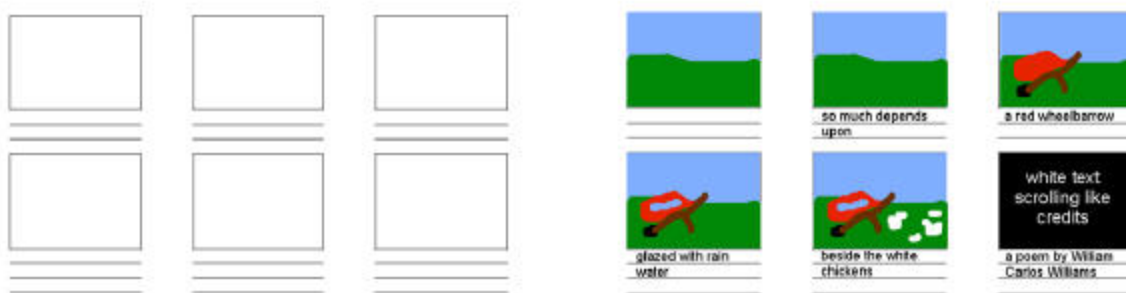 so much depends
upon
a red wheelbarrow
glazed with rain
water
beside the white
chickens
white text
scrolling like
credits
a poem by William
Carlos Williams